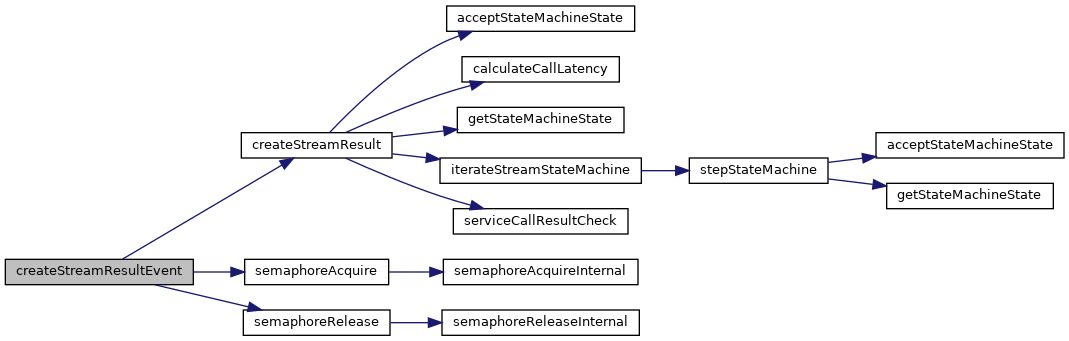 acceptStateMachineState
calculateCallLatency
getStateMachineState
createStreamResult
iterateStreamStateMachine
stepStateMachine
acceptStateMachineState
getStateMachineState
serviceCallResultCheck
createStreamResultEvent
semaphoreAcquire
semaphoreAcquireInternal
semaphoreRelease
semaphoreReleaseInternal